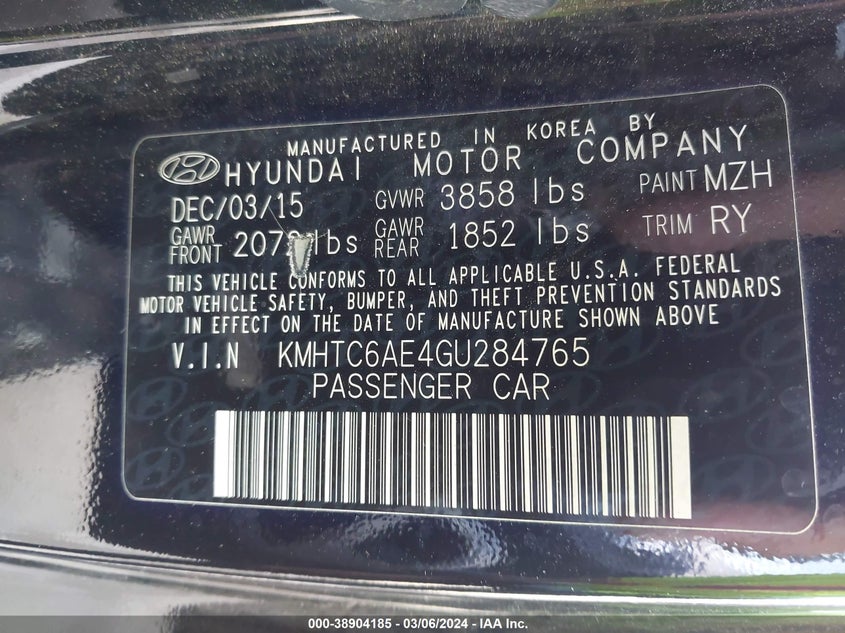 MANUFACTURED IN KOREA BY
HYUNDAI MOTOR COMPANY
DEC/03/15 GVWR 3858 lbs PAINT MZH
GAWR FRONT lbs GAWR REAR 1852 lbs TRIM RY
THIS VEHICLE CONFORMS TO ALL APPLICABLE U.S.A. FEDERAL
MOTOR VEHICLE SAFETY, BUMPER, AND THEFT PREVENTION STANDARDS
IN EFFECT ON THE DATE OF MANUFACTURE SHOWN ABOVE
V.I.N KMHTC6AE4GU284765
PASSENGER CAR
000-38904185 - 03/06/2024 - IAA Inc.